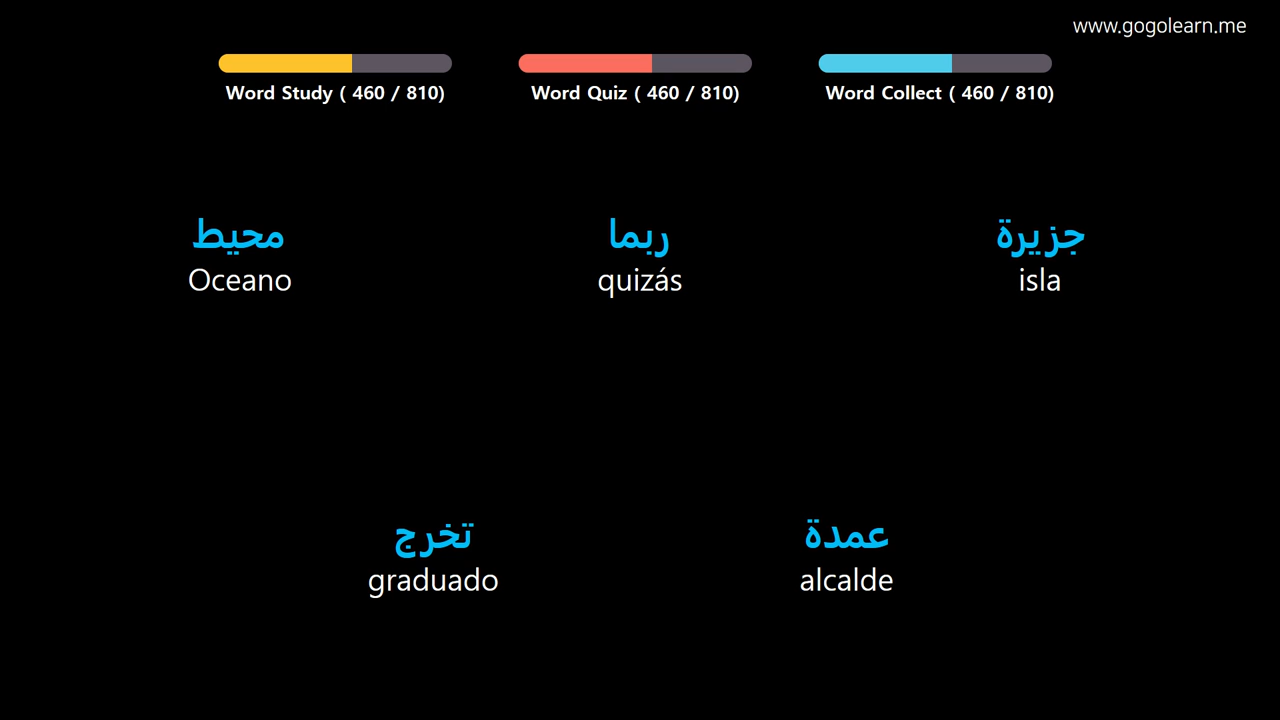 www.gogolearn.me
Word Study ( 460 / 810)
Word Quiz ( 460 / 810)
Word Collect ( 460 / 810)
محيط
Oceano
ربما
quizás
جزيرة
isla
تخرج
graduado
عمدة
alcalde